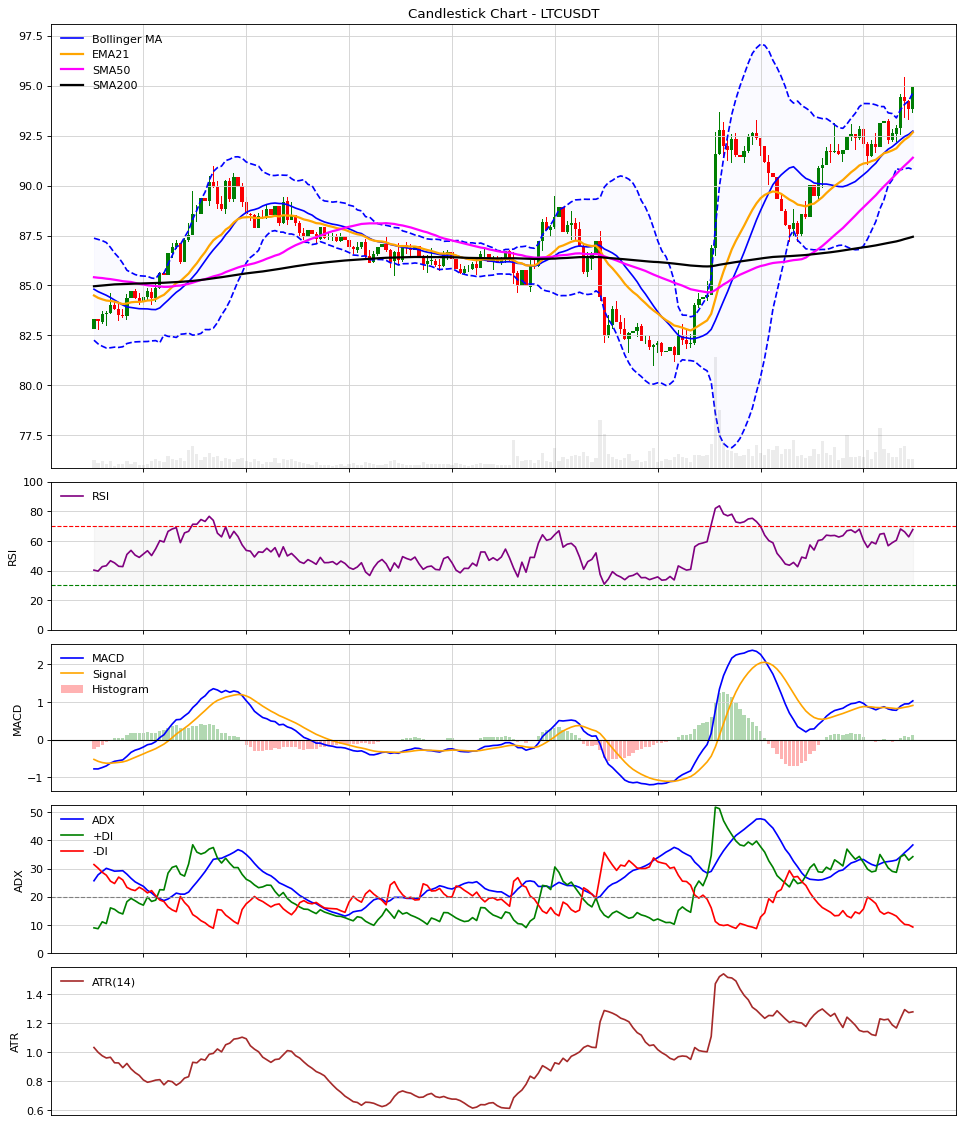 Candlestick Chart - LTCUSDT
97.5
95.0
92.5
90.0
87.5
85.0
82.5
80.0
77.5
Bollinger MA
EMA21
SMA50
SMA200
100
80
60
40
20
0
RSI
RSI
2
1
0
−1
MACD
MACD
Signal
Histogram
50
40
30
20
10
0
ADX
ADX
+DI
-DI
1.4
1.2
1.0
0.8
0.6
ATR
ATR(14)